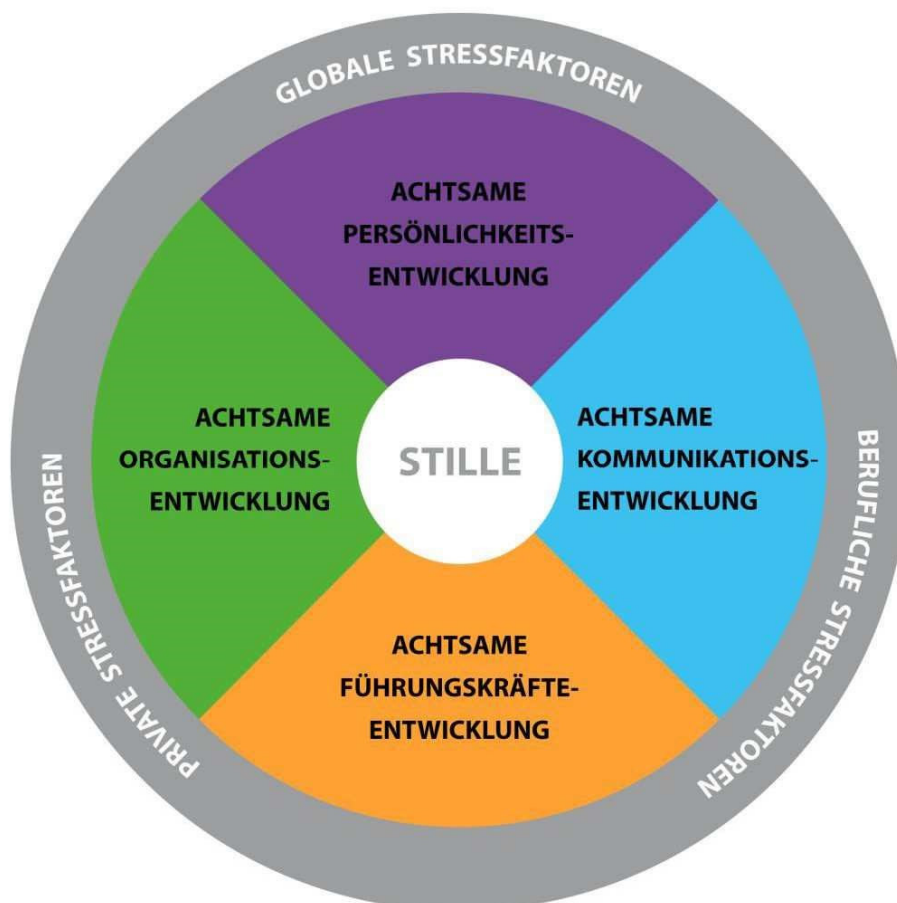 GLOBALE STRESSFAKTOREN
ACHTSAME
PERSÖNLICHKEITS-
ENTWICKLUNG
ACHTSAME
ORGANISATIONS-
ENTWICKLUNG
STILLE
ACHTSAME
KOMMUNIKATIONS-
ENTWICKLUNG
ACHTSAME
FÜHRUNGSKRÄFTE-
ENTWICKLUNG
PRIVATE STRESSFAKTOREN
BERUFLICHE STRESSFAKTOREN